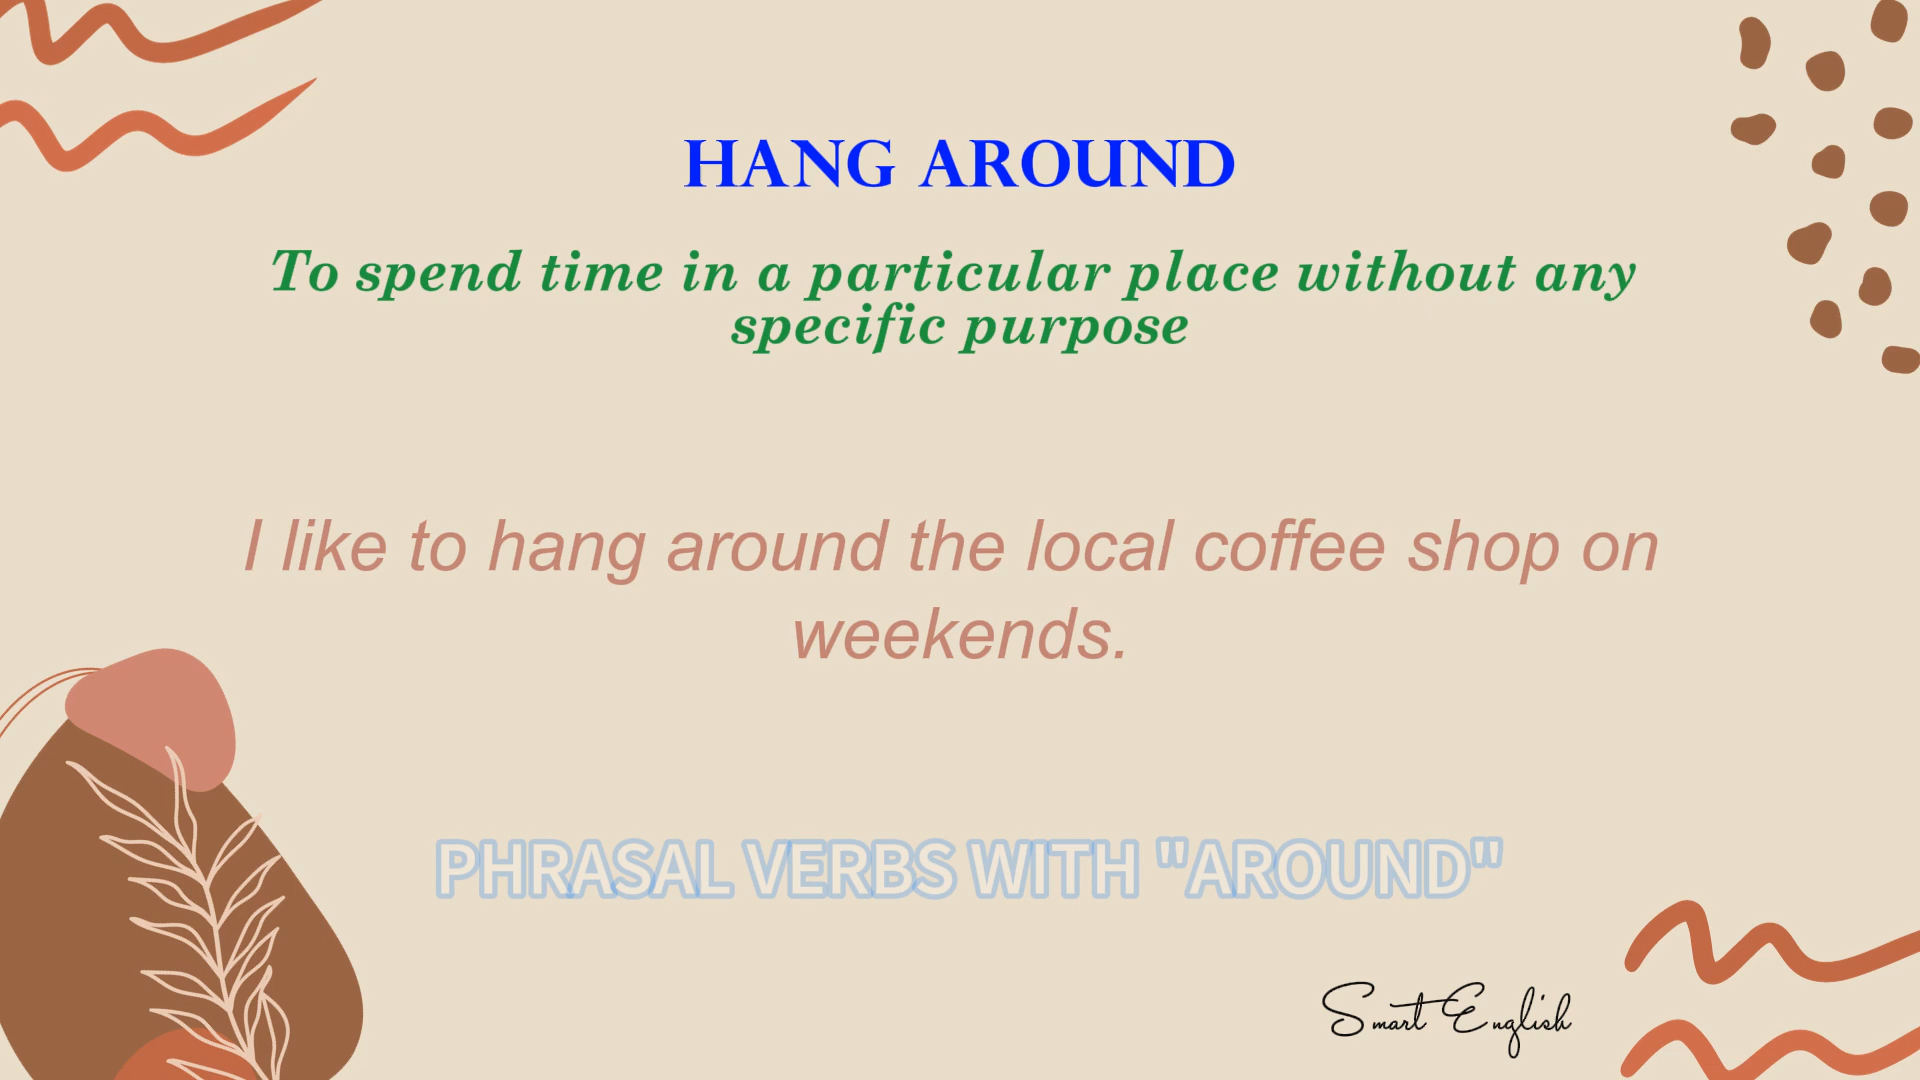 HANG AROUND
To spend time in a particular place without any
specific purpose
I like to hang around the local coffee shop on
weekends.
PHRASAL VERBS WITH "AROUND"
Smart English